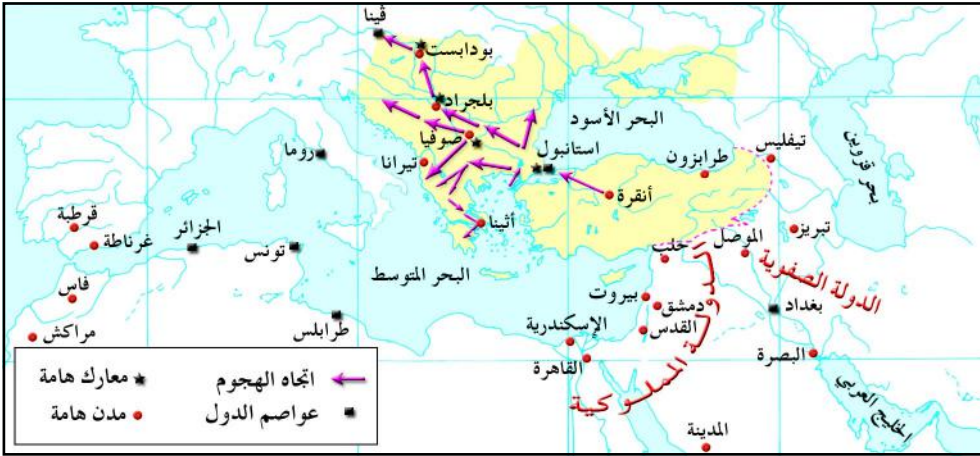 ڤينا
بودابست
بلجراد
صوفيا
تيرانا
أثينا
روما
استانبول
البحر الأسود
أنقرة
طرابزون
تيفليس
بحر قزوين
تبريز
الموصل
حلب
الدولة الصفوية
بغداد
بيروت
دمشق
القدس
الدولة المملوكية
البصرة
الخليج العربي
الإسكندرية
القاهرة
المدينة
البحر المتوسط
قرطبة
غرناطة
الجزائر
تونس
فاس
مراكش
طرابلس
اتجاه الهجوم
معارك هامة
عواصم الدول
مدن هامة